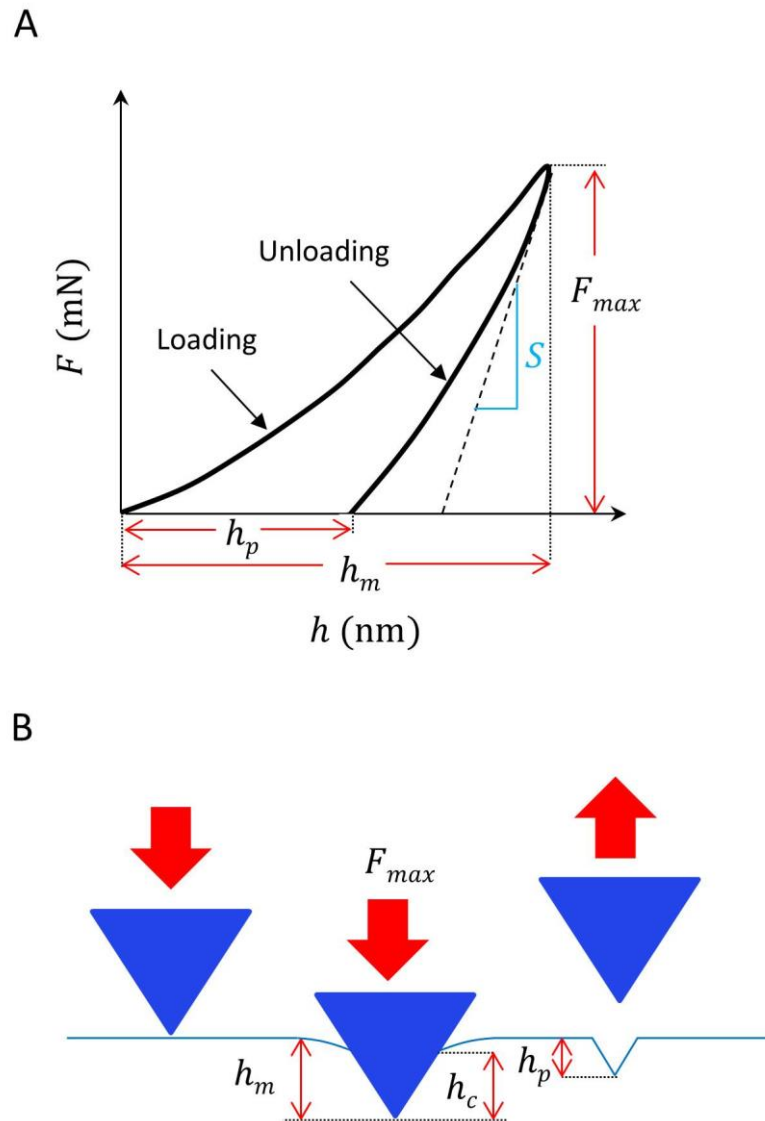 A
F (mN)
Loading
Unloading
S
F_max
h_p
h_m
h (nm)
B
F_max
h_m
h_c
h_p